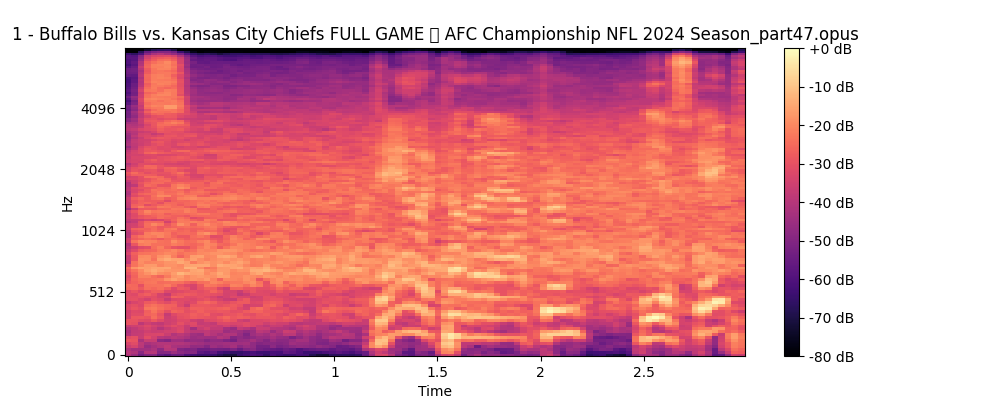 1 - Buffalo Bills vs. Kansas City Chiefs FULL GAME ▯ AFC Championship NFL 2024 Season_part47.opus
Hz
4096
2048
1024
512
0
0
0.5
1
1.5
2
2.5
Time
+0 dB
-10 dB
-20 dB
-30 dB
-40 dB
-50 dB
-60 dB
-70 dB
-80 dB